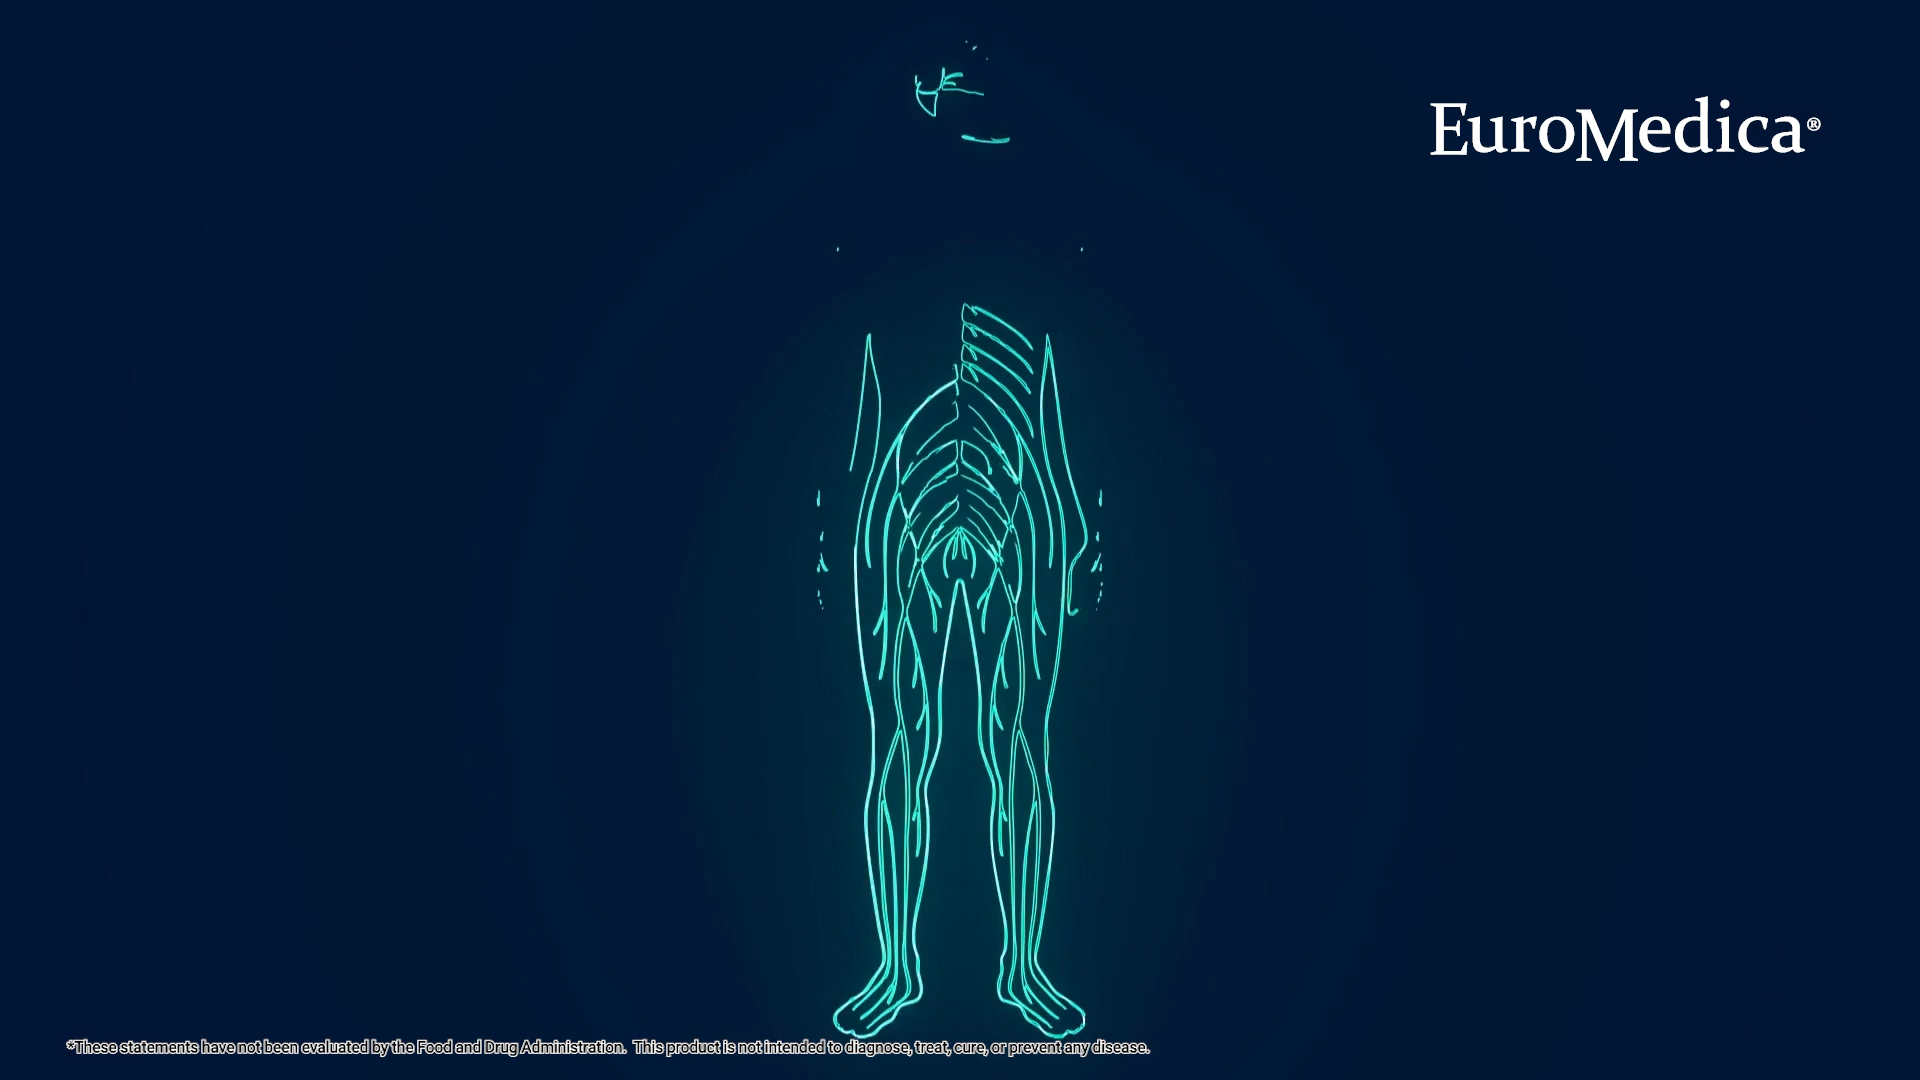 EuroMedica®
*These statements have not been evaluated by the Food and Drug Administration. This product is not intended to diagnose, treat, cure, or prevent any disease.